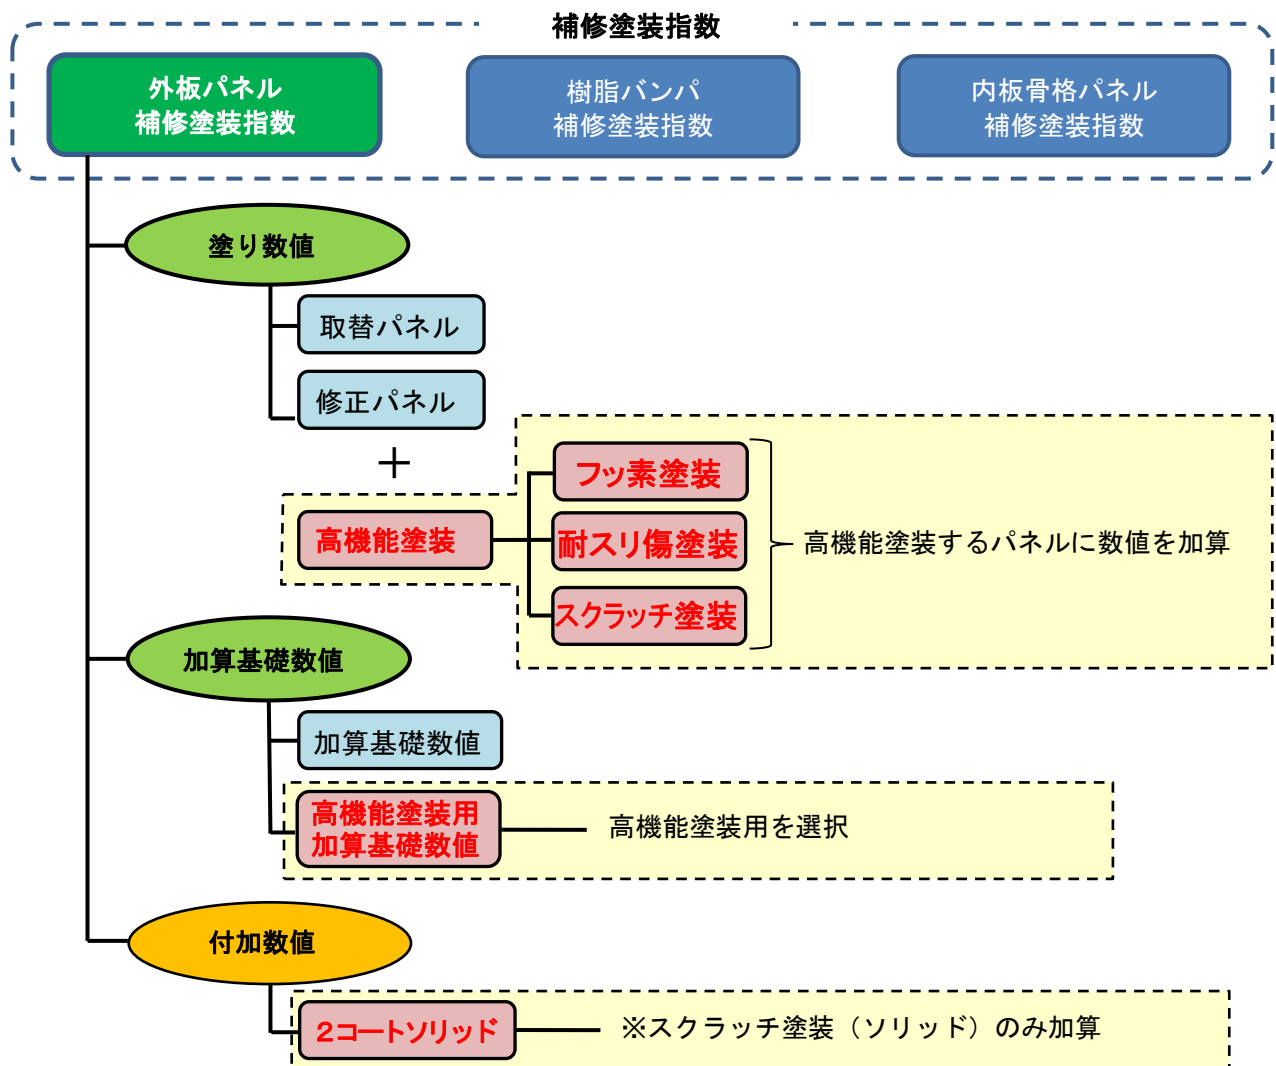 補修塗装指数
外板パネル
補修塗装指数
樹脂バンパ
補修塗装指数
内板骨格パネル
補修塗装指数
塗り数値
取替パネル
修正パネル
＋
フッ素塗装
高機能塗装
耐スリ傷塗装
高機能塗装するパネルに数値を加算
スクラッチ塗装
加算基礎数値
加算基礎数値
高機能塗装用
加算基礎数値
高機能塗装用を選択
付加数値
２コートソリッド
※スクラッチ塗装（ソリッド）のみ加算